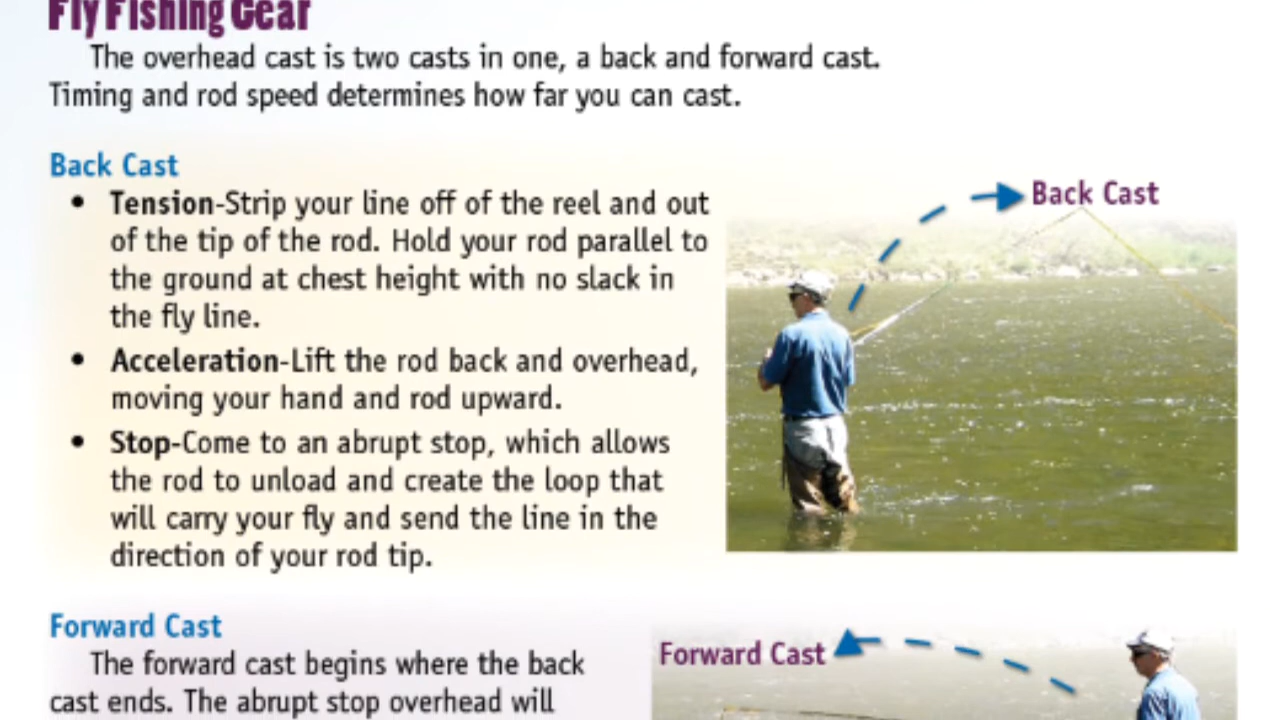 Fly Fishing Gear
The overhead cast is two casts in one, a back and forward cast.
Timing and rod speed determines how far you can cast.
Back Cast
• Tension-Strip your line off of the reel and out
of the tip of the rod. Hold your rod parallel to
the ground at chest height with no slack in
the fly line.
• Acceleration-Lift the rod back and overhead,
moving your hand and rod upward.
• Stop-Come to an abrupt stop, which allows
the rod to unload and create the loop that
will carry your fly and send the line in the
direction of your rod tip.
Back Cast
Forward Cast
The forward cast begins where the back
cast ends. The abrupt stop overhead will
Forward Cast